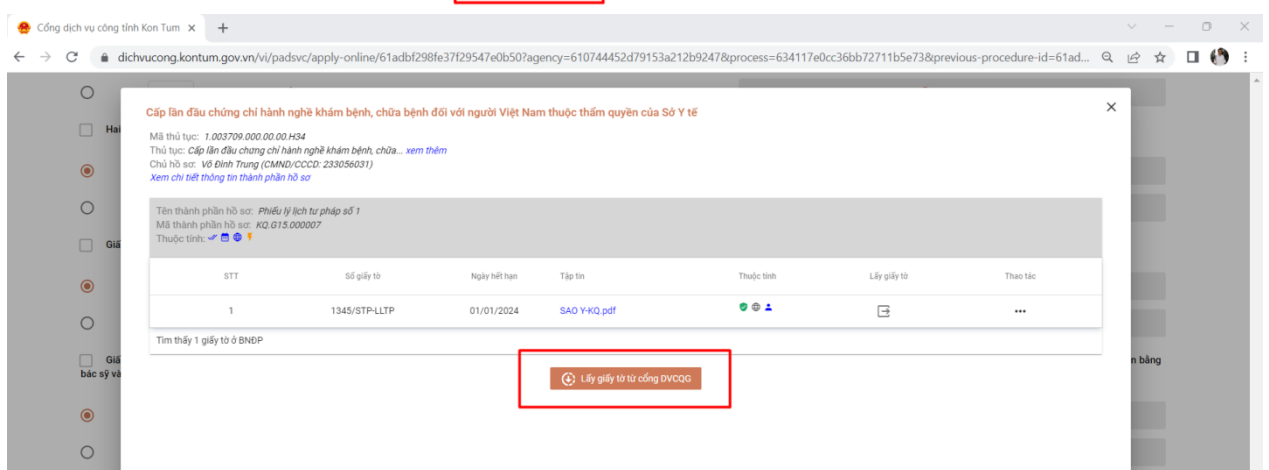 Cổng dịch vụ công tỉnh Kon Tum
dichvucong.kontum.gov.vn/vi/padsvc/apply-online/61adbf298fe37f29547e0b50?agency=610744452d79153a212b9247&process=634117e0cc36bb72711b5e73&previous-procedure-id=61ad...
Cấp lần đầu chứng chỉ hành nghề khám bệnh, chữa bệnh đối với người Việt Nam thuộc thẩm quyền của Sở Y tế
Hai
Mã thủ tục: 1.003709.000.00.00.H34
Thủ tục: Cấp lần đầu chứng chỉ hành nghề khám bệnh, chữa... xem thêm
Chủ hồ sơ: Võ Đình Trung (CMND/CCCD: 233056031)
Xem chi tiết thông tin thành phần hồ sơ
Tên thành phần hồ sơ: Phiếu lý lịch tư pháp số 1
Mã thành phần hồ sơ: KQ.G15.000007
Thuộc tính:
Giấ
STT Số giấy tờ Ngày hết hạn Tập tin Thuộc tính Lấy giấy tờ Thao tác
1 1345/STP-LLTP 01/01/2024 SAO Y-KQ.pdf
Tìm thấy 1 giấy tờ ở BNĐP
Giấ
n bằng
bác sỹ và
Lấy giấy tờ từ cổng DVCQG